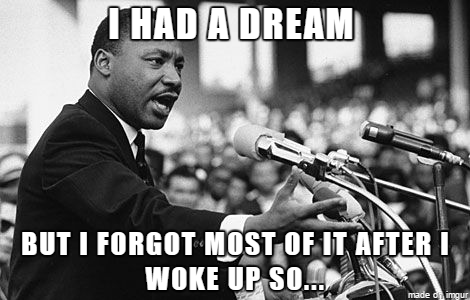 I HAD A DREAM
BUT I FORGOT MOST OF IT AFTER I
WOKE UP SO...
made on imgur